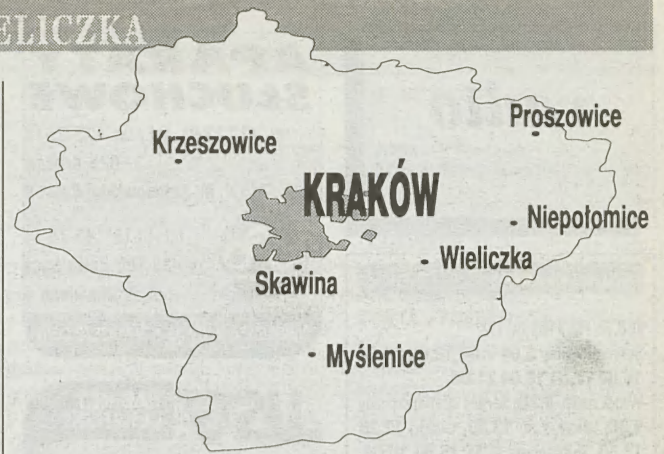 ELICZKA
Proszowice
Krzeszowice
KRAKÓW
Niepołomice
Wieliczka
Skawina
Myślenice